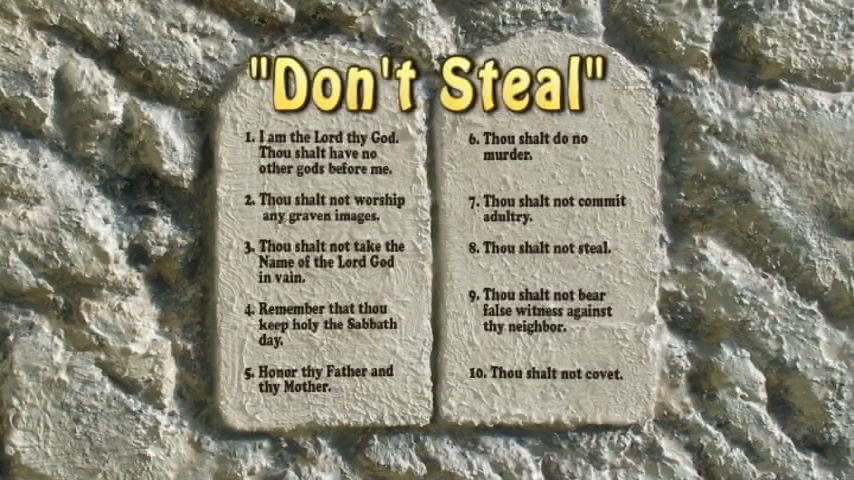 "Don't Steal"
1. I am the Lord thy God.
Thou shalt have no
other gods before me.
2. Thou shalt not worship
any graven images.
3. Thou shalt not take the
Name of the Lord God
in vain.
4. Remember that thou
keep holy the Sabbath
day.
5. Honor thy Father and
thy Mother.
6. Thou shalt do no
murder.
7. Thou shalt not commit
adultry.
8. Thou shalt not steal.
9. Thou shalt not bear
false witness against
thy neighbor.
10. Thou shalt not covet.